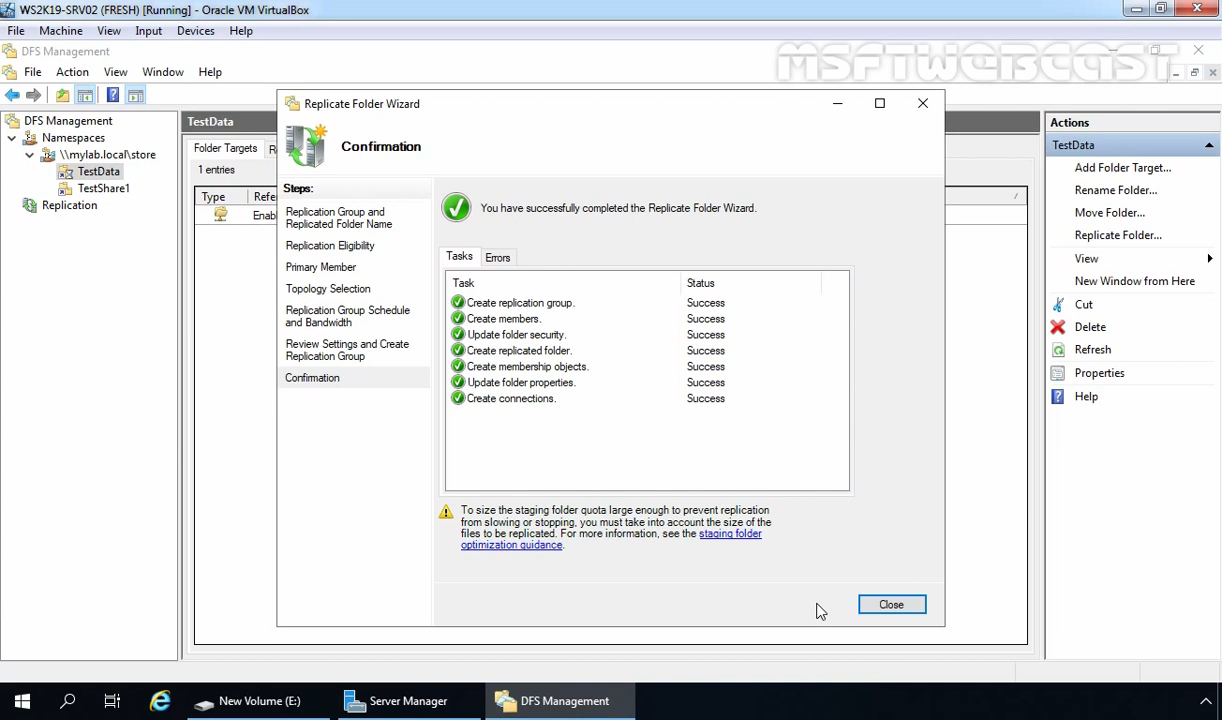 WS2K19-SRV02 (FRESH) [Running] - Oracle VM VirtualBox
File Machine View Input Devices Help
DFS Management
MSFTWEBCAST
File Action View Window Help
DFS Management
Namespaces
\\mylab.local\store
TestData
TestShare1
Replication
TestData
Folder Targets
1 entries
Type Refe
Enabl
Replicate Folder Wizard
Confirmation
Steps:
Replication Group and
Replicated Folder Name
Replication Eligibility
Primary Member
Topology Selection
Replication Group Schedule
and Bandwidth
Review Settings and Create
Replication Group
Confirmation
You have successfully completed the Replicate Folder Wizard.
Tasks Errors
Task Status
Create replication group. Success
Create members. Success
Update folder security. Success
Create replicated folder. Success
Create membership objects. Success
Update folder properties. Success
Create connections. Success
To size the staging folder quota large enough to prevent replication
from slowing or stopping, you must take into account the size of the
files to be replicated. For more information, see the staging folder
optimization guidance.
Close
Actions
TestData
Add Folder Target...
Rename Folder...
Move Folder...
Replicate Folder...
View
New Window from Here
Cut
Delete
Refresh
Properties
Help
New Volume (E:) Server Manager DFS Management